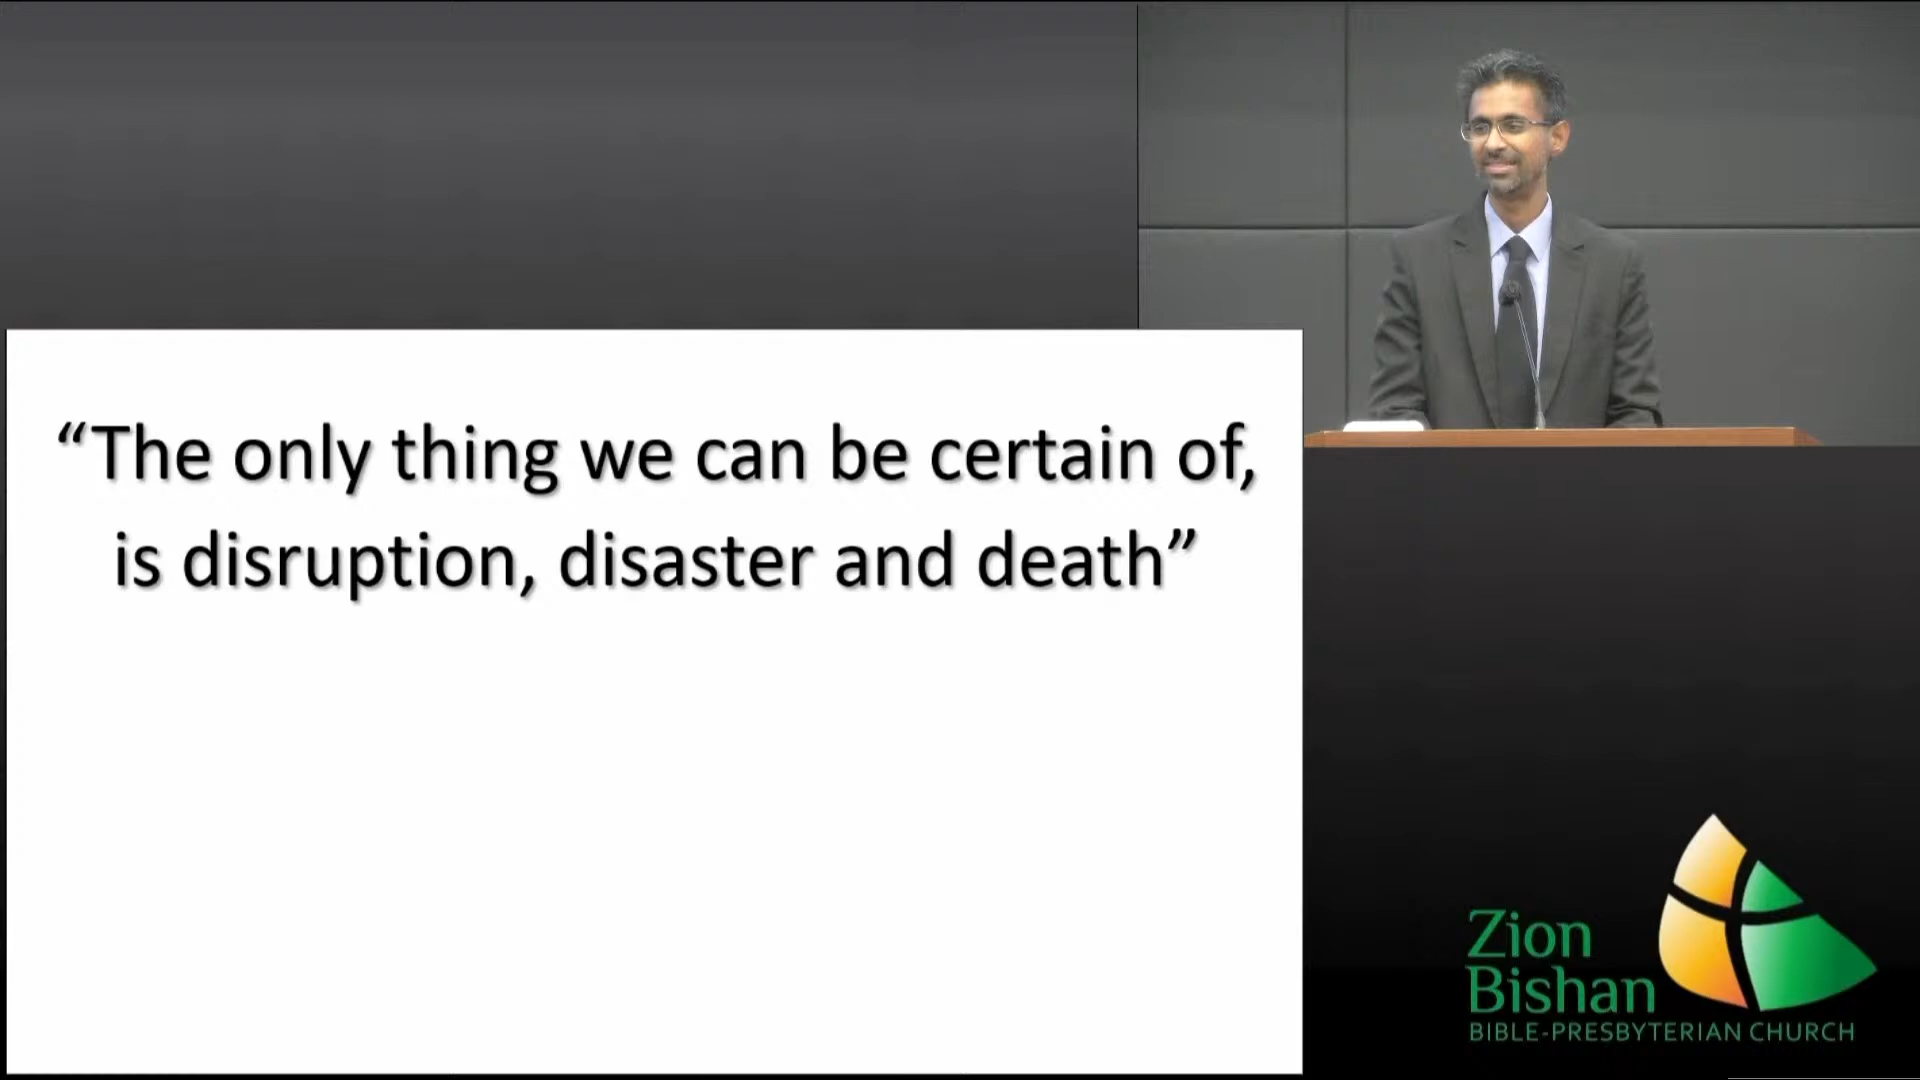 “The only thing we can be certain of,
is disruption, disaster and death”
Zion
Bishan
BIBLE-PRESBYTERIAN CHURCH